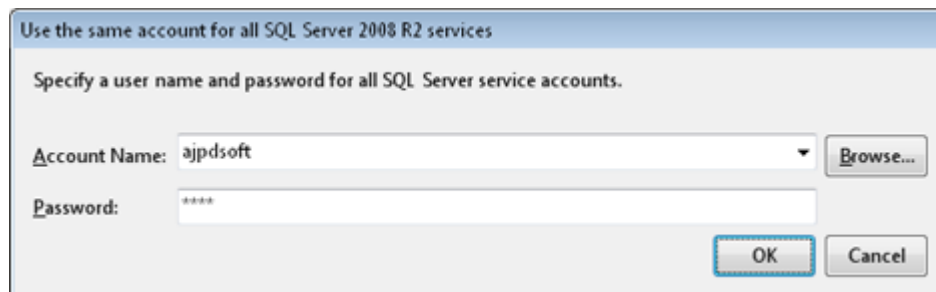 Use the same account for all SQL Server 2008 R2 services
Specify a user name and password for all SQL Server service accounts.
Account Name: ajpdsoft Browse...
Password: ****
OK Cancel